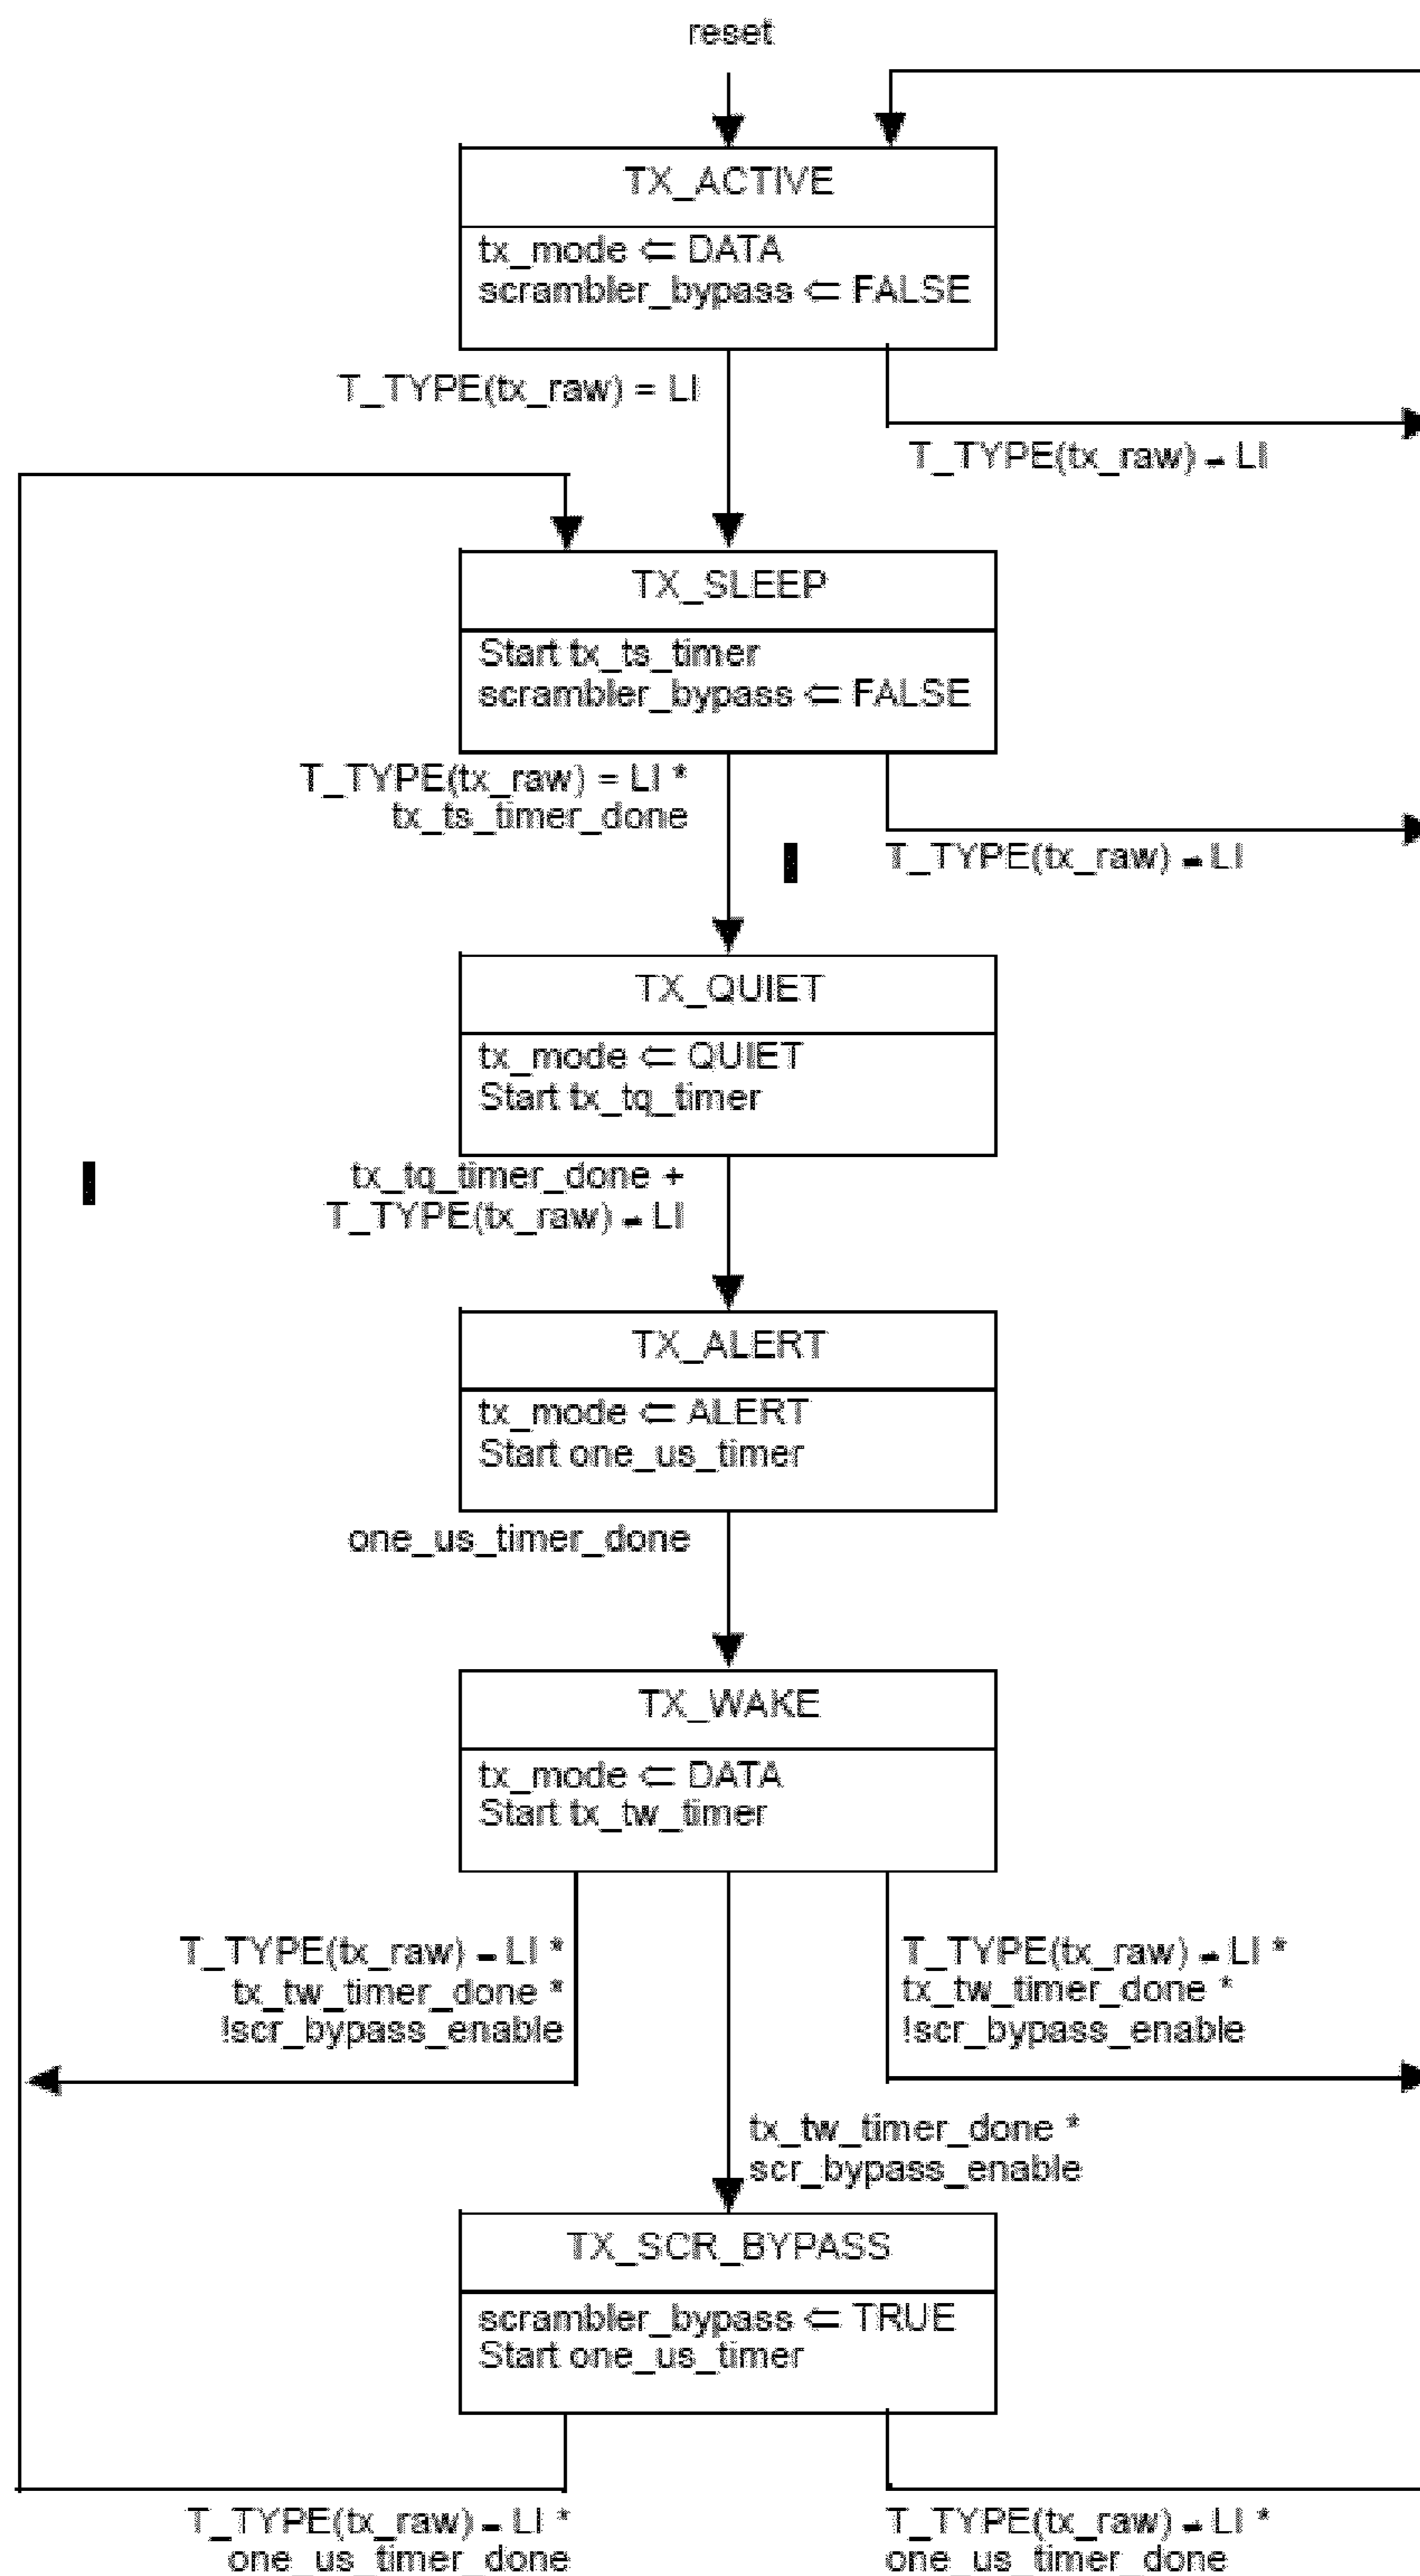 reset
TX_ACTIVE
tx_mode ⇐ DATA
scrambler_bypass ⇐ FALSE
T_TYPE(tx_raw) = LI
T_TYPE(tx_raw) - LI
TX_SLEEP
Start tx_ts_timer
scrambler_bypass ⇐ FALSE
T_TYPE(tx_raw) = LI *
tx_ts_timer_done
T_TYPE(tx_raw) - LI
TX_QUIET
tx_mode ⇐ QUIET
Start tx_tq_timer
tx_tq_timer_done +
T_TYPE(tx_raw) - LI
TX_ALERT
tx_mode ⇐ ALERT
Start one_us_timer
one_us_timer_done
TX_WAKE
tx_mode ⇐ DATA
Start tx_tw_timer
T_TYPE(tx_raw) - LI *
tx_tw_timer_done *
!scr_bypass_enable
T_TYPE(tx_raw) - LI *
tx_tw_timer_done *
!scr_bypass_enable
tx_tw_timer_done *
scr_bypass_enable
TX_SCR_BYPASS
scrambler_bypass ⇐ TRUE
Start one_us_timer
T_TYPE(tx_raw) - LI *
one_us_timer_done
T_TYPE(tx_raw) - LI *
one_us_timer_done